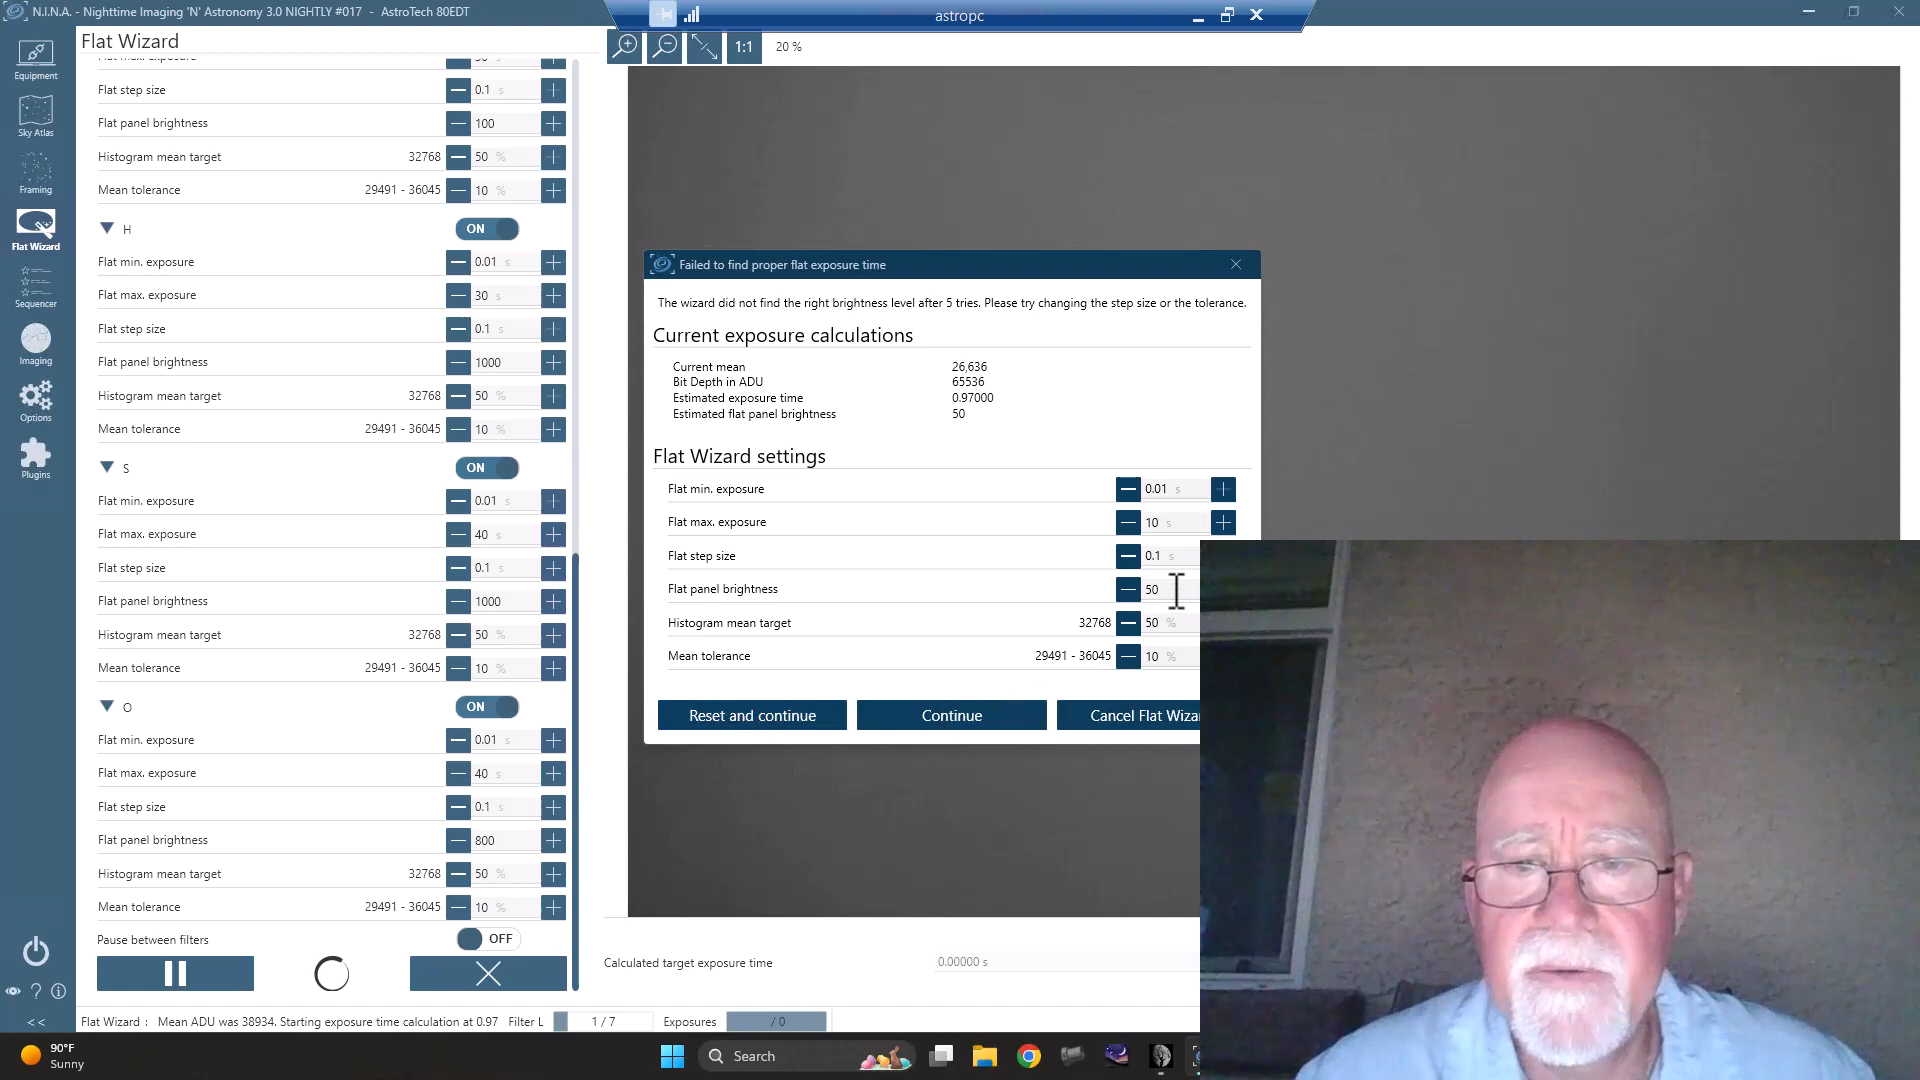 N.I.N.A. - Nighttime Imaging 'N' Astronomy 3.0 NIGHTLY #017 - AstroTech 80EDT
astropc
Flat Wizard
1:1
20 %
Equipment
Sky Atlas
Framing
Flat Wizard
Sequencer
Imaging
Options
Plugins
Flat step size 0.1 s
Flat panel brightness 100
Histogram mean target 32768 50 %
Mean tolerance 29491 - 36045 10 %
H ON
Flat min. exposure 0.01 s
Flat max. exposure 30 s
Flat step size 0.1 s
Flat panel brightness 1000
Histogram mean target 32768 50 %
Mean tolerance 29491 - 36045 10 %
S ON
Flat min. exposure 0.01 s
Flat max. exposure 40 s
Flat step size 0.1 s
Flat panel brightness 1000
Histogram mean target 32768 50 %
Mean tolerance 29491 - 36045 10 %
O ON
Flat min. exposure 0.01 s
Flat max. exposure 40 s
Flat step size 0.1 s
Flat panel brightness 800
Histogram mean target 32768 50 %
Mean tolerance 29491 - 36045 10 %
Pause between filters OFF
Failed to find proper flat exposure time
The wizard did not find the right brightness level after 5 tries. Please try changing the step size or the tolerance.
Current exposure calculations
Current mean 26,636
Bit Depth in ADU 65536
Estimated exposure time 0.97000
Estimated flat panel brightness 50
Flat Wizard settings
Flat min. exposure 0.01 s
Flat max. exposure 10 s
Flat step size 0.1 s
Flat panel brightness 50
Histogram mean target 32768 50 %
Mean tolerance 29491 - 36045 10 %
Reset and continue
Continue
Cancel Flat Wizar
Calculated target exposure time 0.00000 s
<<
Flat Wizard : Mean ADU was 38934. Starting exposure time calculation at 0.97 Filter L 1 / 7 Exposures / 0
90°F
Sunny
Search